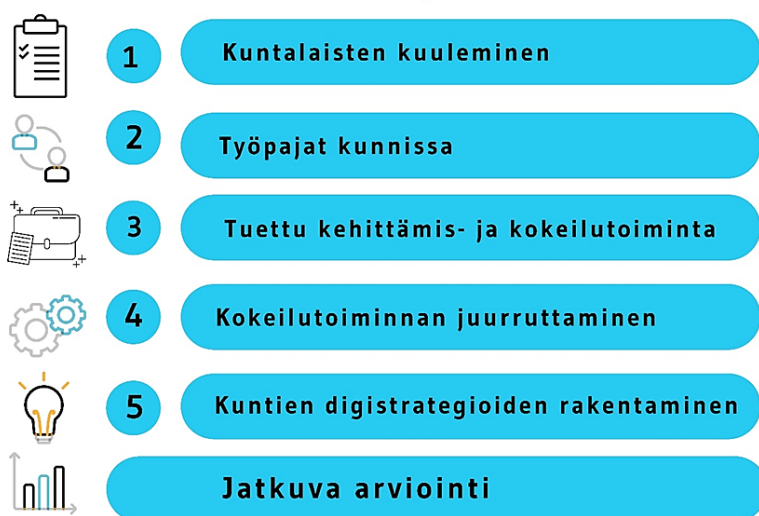 1 Kuntalaisten kuuleminen
2 Työpajat kunnissa
3 Tuettu kehittämis- ja kokeilutoiminta
4 Kokeilutoiminnan juurruttaminen
5 Kuntien digistrategioiden rakentaminen
Jatkuva arviointi